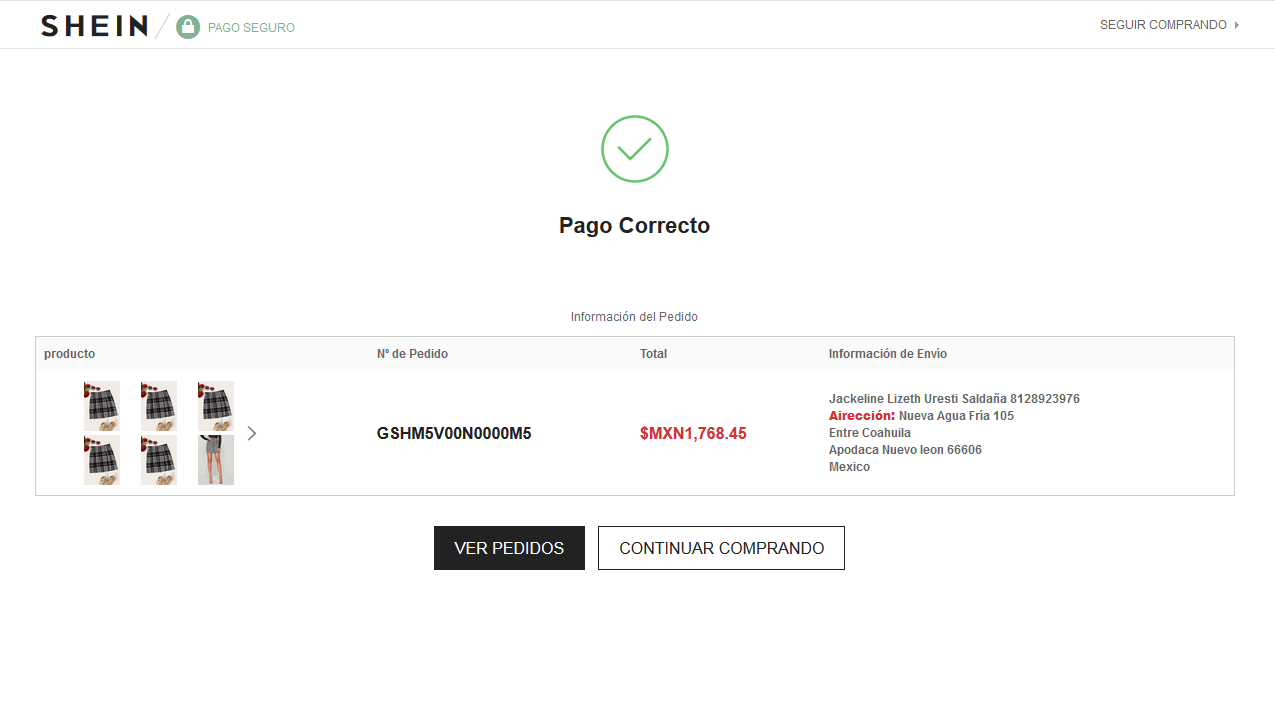 SHEIN PAGO SEGURO SEGUIR COMPRANDO
Pago Correcto
Información del Pedido
producto N° de Pedido Total Información de Envío
Jackeline Lizeth Uresti Saldaña 8128923976
Airección: Nueva Agua Fría 105
GSHM5V00N0000M5 $MXN1,768.45 Entre Coahuila
Apodaca Nuevo leon 66606
Mexico
VER PEDIDOS CONTINUAR COMPRANDO